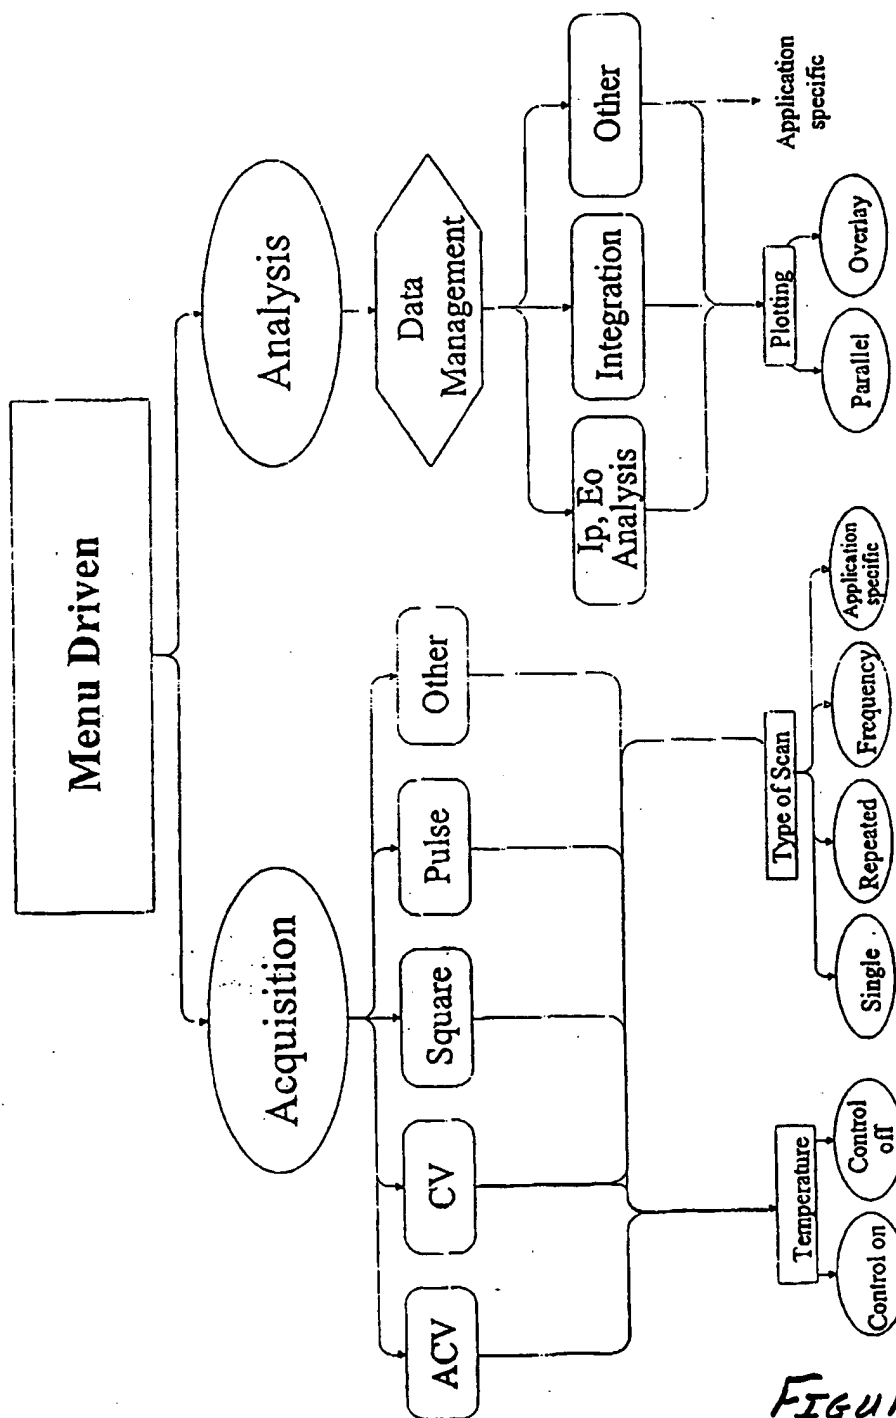 Menu Driven
Acquisition
Analysis
ACV
CV
Square
Pulse
Other
Data
Management
Ip, Eo
Analysis
Integration
Other
Temperature
Control on
Control
off
Type of Scan
Single
Repeated
Frequency
Application
specific
Plotting
Parallel
Overlay
Application
specific